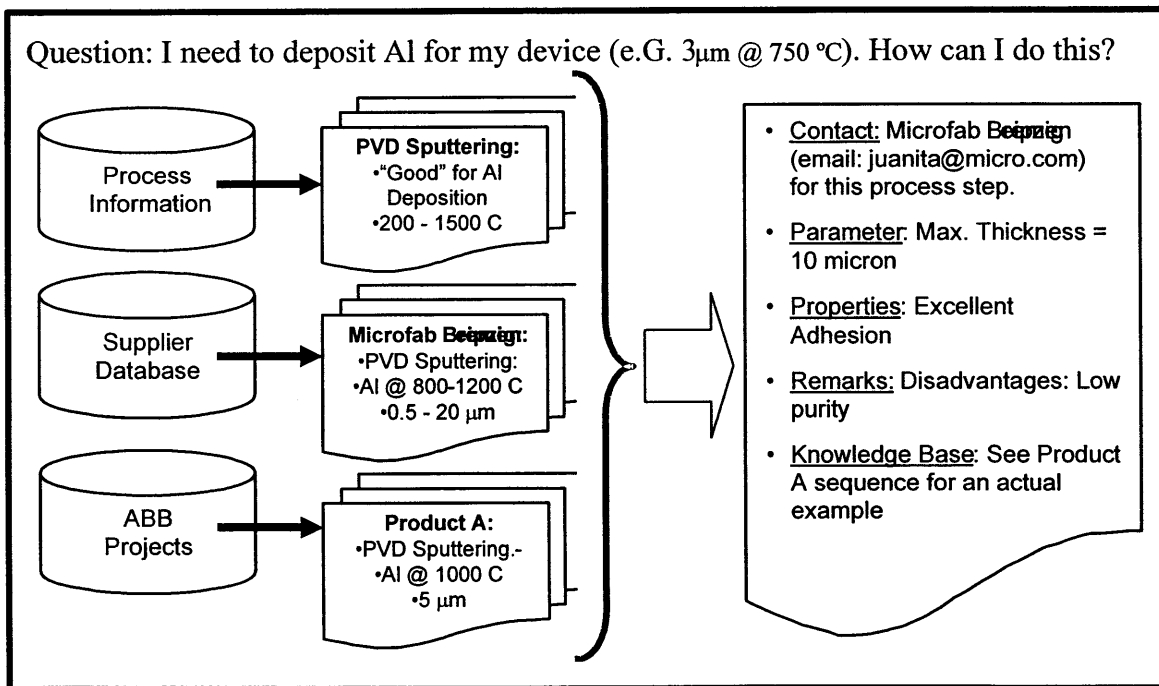 Question: I need to deposit Al for my device (e.G. 3μm @ 750 ºC). How can I do this?
Process
Information
PVD Sputtering:
•"Good" for Al
Deposition
•200 - 1500 C
Supplier
Database
Microfab
•PVD Sputtering:
•Al @ 800-1200 C
•0.5 - 20 μm
ABB
Projects
Product A:
•PVD Sputtering.-
•Al @ 1000 C
•5 μm
• Contact: Microfab
(email: juanita@micro.com)
for this process step.
• Parameter: Max. Thickness =
10 micron
• Properties: Excellent
Adhesion
• Remarks: Disadvantages: Low
purity
• Knowledge Base: See Product
A sequence for an actual
example